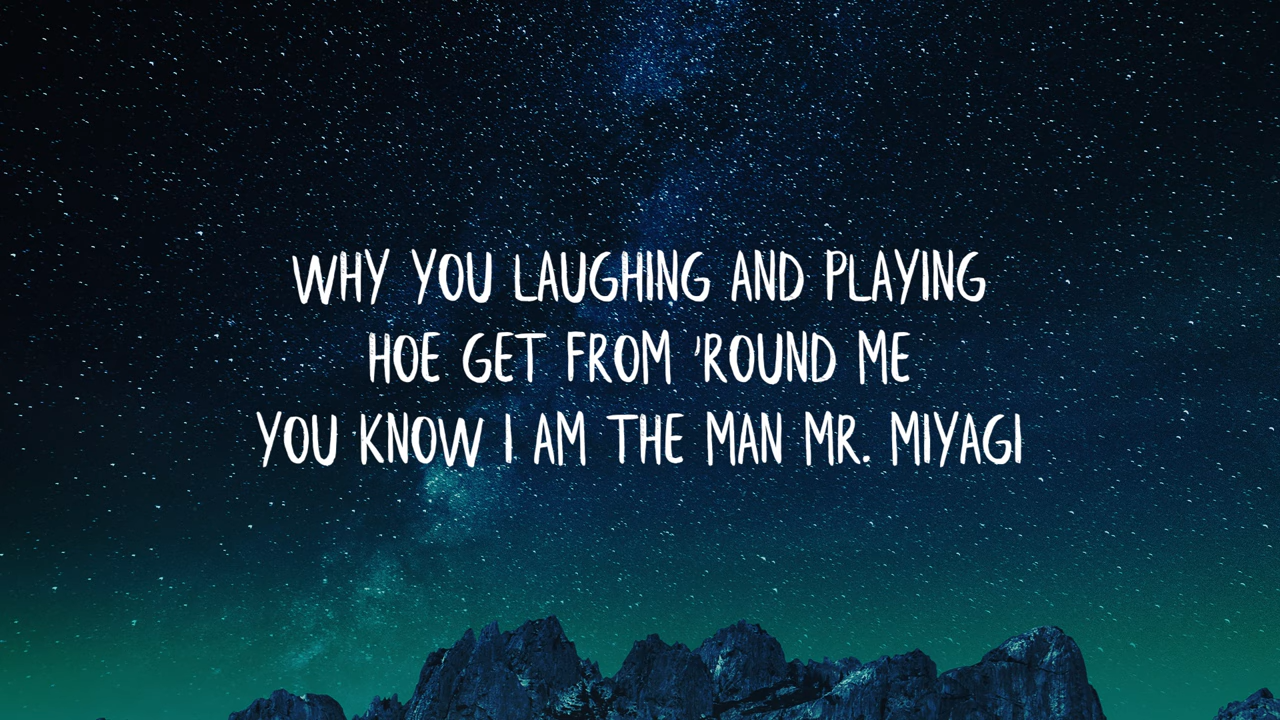 WHY YOU LAUGHING AND PLAYING
HOE GET FROM 'ROUND ME
YOU KNOW I AM THE MAN MR. MIYAGI